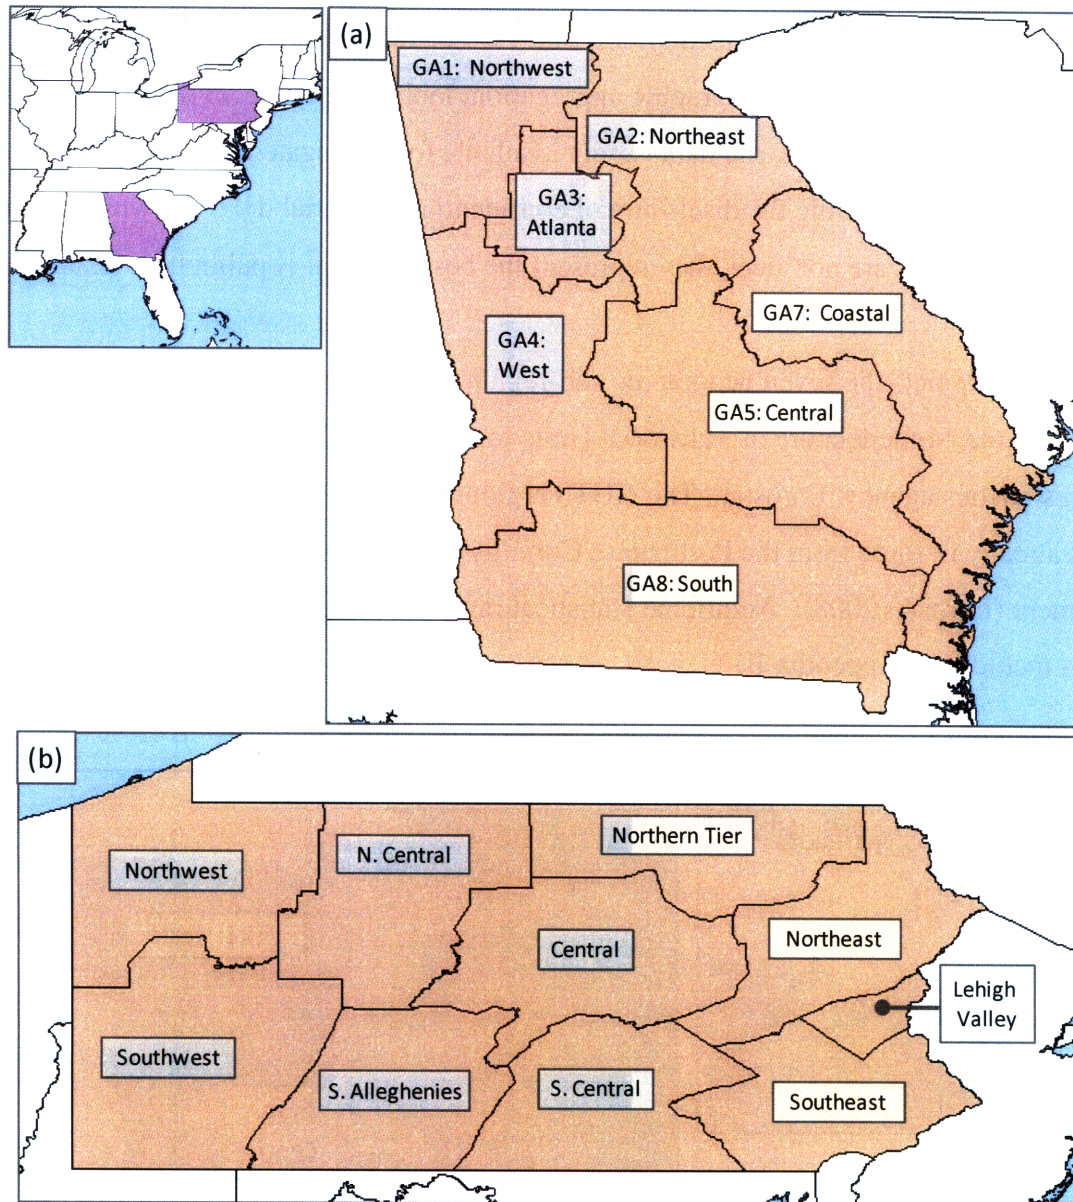 (a)
GA1: Northwest
GA2: Northeast
GA3:
Atlanta
GA7: Coastal
GA4:
West
GA5: Central
GA8: South
(b)
Northern Tier
N. Central
Northwest
Northeast
Central
Lehigh
Valley
Southwest
S. Alleghenies
S. Central
Southeast